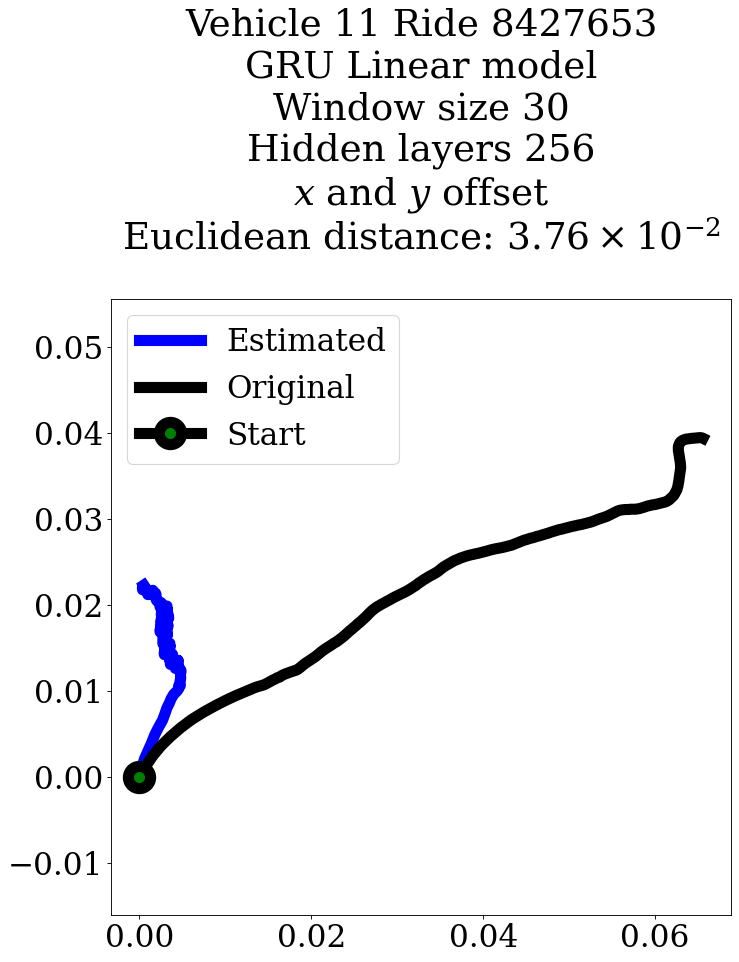 Vehicle 11 Ride 8427653
GRU Linear model
Window size 30
Hidden layers 256
x and y offset
Euclidean distance: 3.76 × 10⁻²
Estimated
Original
Start
0.05
0.04
0.03
0.02
0.01
0.00
−0.01
0.00 0.02 0.04 0.06